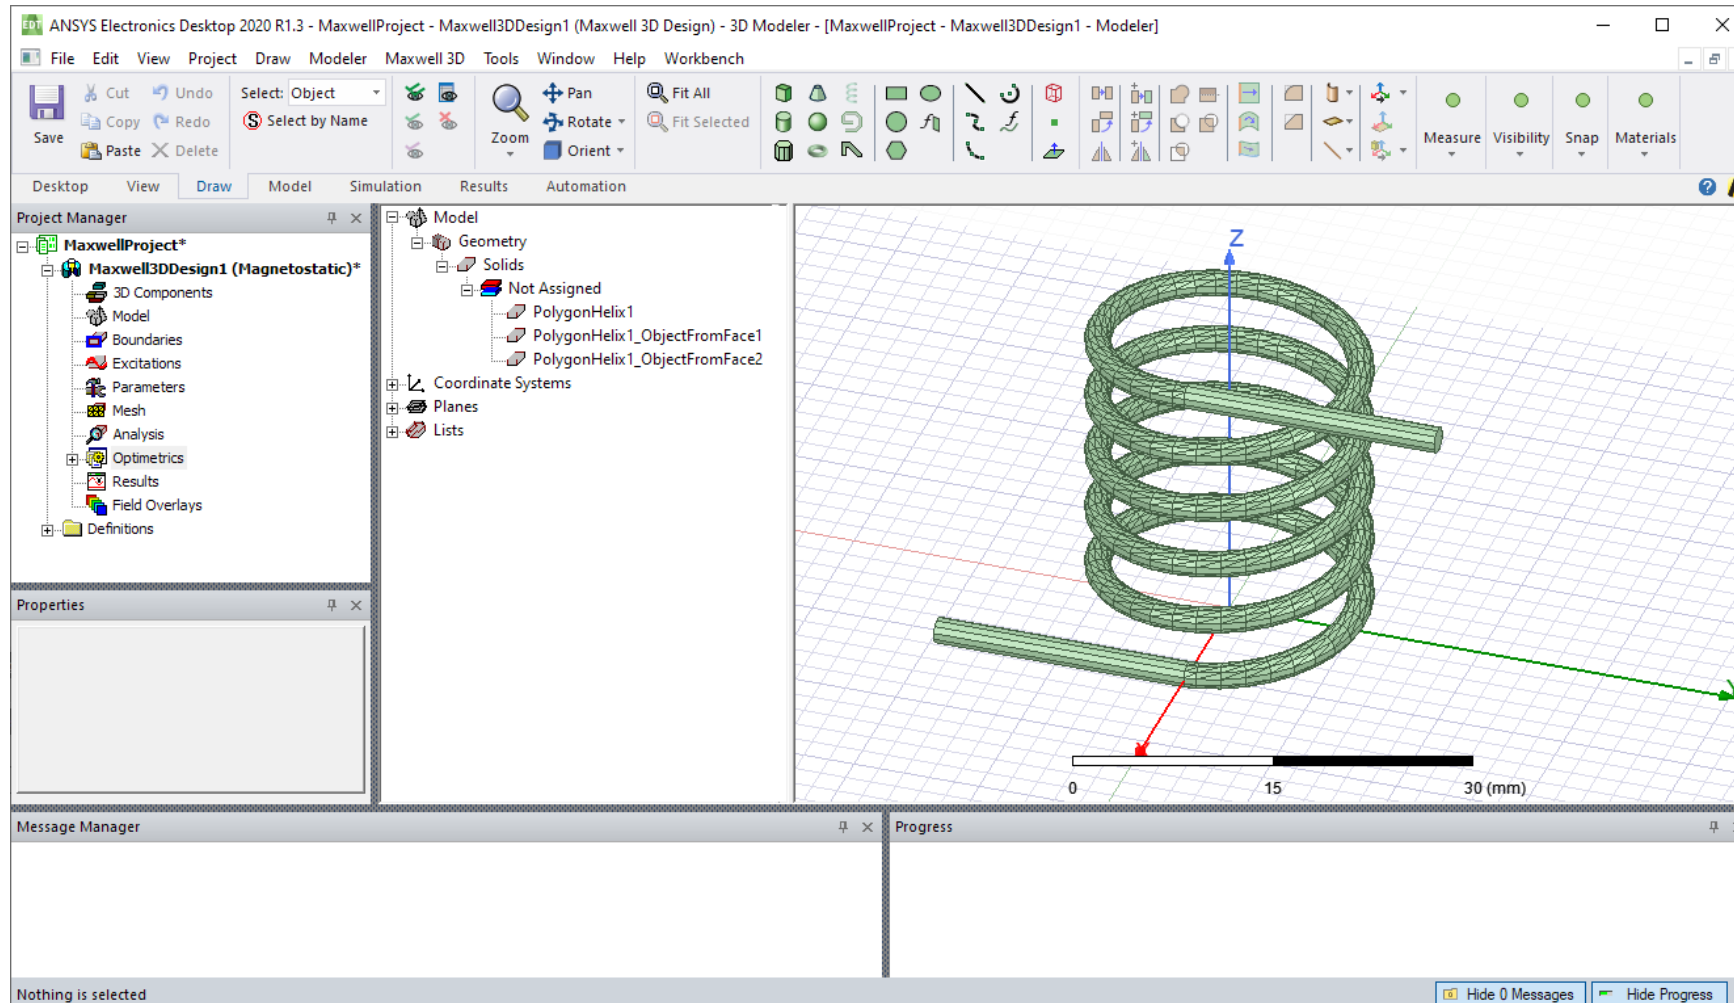 EDT ANSYS Electronics Desktop 2020 R1.3 - MaxwellProject - Maxwell3DDesign1 (Maxwell 3D Design) - 3D Modeler - [MaxwellProject - Maxwell3DDesign1 - Modeler]
File Edit View Project Draw Modeler Maxwell 3D Tools Window Help Workbench
Save
Cut Undo
Copy Redo
Paste Delete
Select: Object
Select by Name
Zoom
Pan
Rotate
Orient
Fit All
Fit Selected
Measure Visibility Snap Materials
Desktop View Draw Model Simulation Results Automation
Project Manager
MaxwellProject*
Maxwell3DDesign1 (Magnetostatic)*
3D Components
Model
Boundaries
Excitations
Parameters
Mesh
Analysis
Optimetrics
Results
Field Overlays
Definitions
Properties
Model
Geometry
Solids
Not Assigned
PolygonHelix1
PolygonHelix1_ObjectFromFace1
PolygonHelix1_ObjectFromFace2
Coordinate Systems
Planes
Lists
Z
0 15 30 (mm)
Message Manager
Progress
Nothing is selected
Hide 0 Messages
Hide Progress